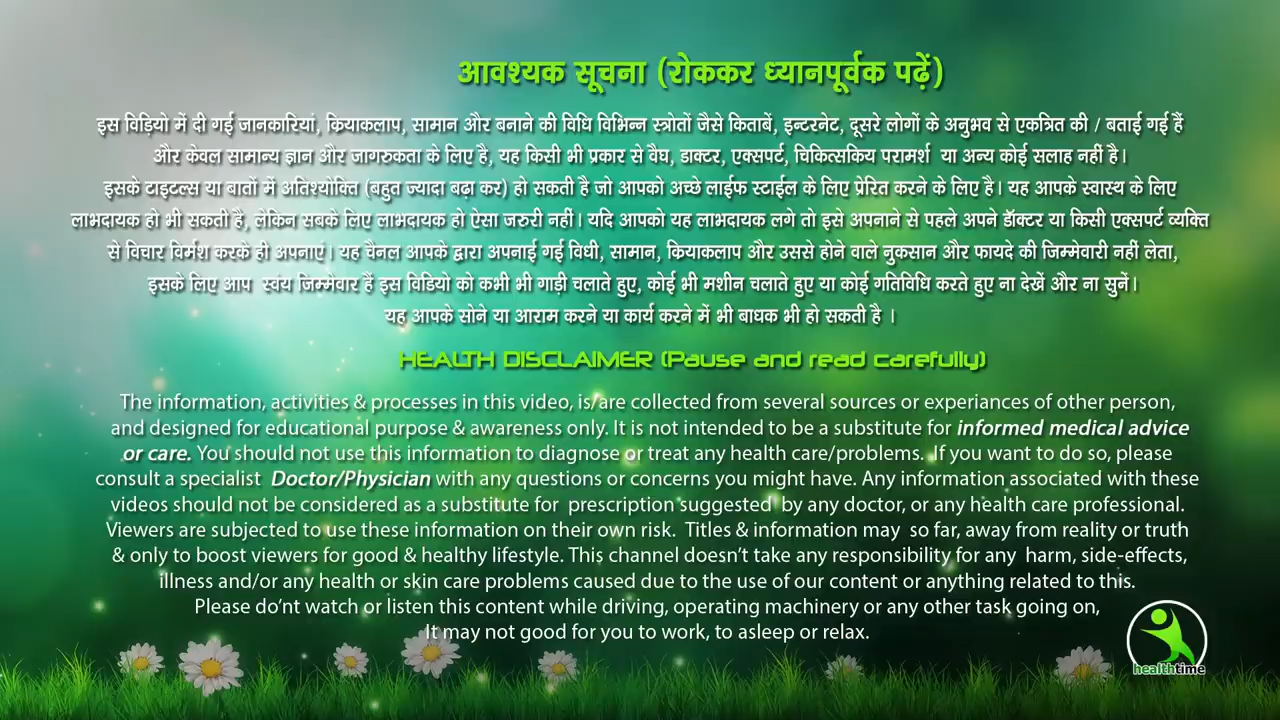 आवश्यक सूचना (रोककर ध्यानपूर्वक पढ़ें)
इस विड़ियो में दी गई जानकारियां, क्रियाकलाप, सामान और बनाने की विधि विभिन्न स्त्रोतों जैसे किताबें, इन्टरनेट, दूसरे लोगों के अनुभव से एकत्रित की / बताई गई हैं
और केवल सामान्य ज्ञान और जागरुकता के लिए है, यह किसी भी प्रकार से वैद्य, डाक्टर, एक्सपर्ट, चिकित्सकिय परामर्श या अन्य कोई सलाह नहीं है।
इसके टाइटल्स या बातों में अतिश्योक्ति (बहुत ज्यादा बढ़ा कर) हो सकती है जो आपको अच्छे लाईफ स्टाईल के लिए प्रेरित करने के लिए है। यह आपके स्वास्थ के लिए
लाभदायक हो भी सकती है, लेकिन सबके लिए लाभदायक हो ऐसा जरुरी नहीं। यदि आपको यह लाभदायक लगे तो इसे अपनाने से पहले अपने डॉक्टर या किसी एक्सपर्ट व्यक्ति
से विचार विर्मश करके ही अपनाएं। यह चैनल आपके द्वारा अपनाई गई विधी, सामान, क्रियाकलाप और उससे होने वाले नुकसान और फायदे की जिम्मेवारी नहीं लेता,
इसके लिए आप स्वंय जिम्मेवार हैं इस विडियो को कभी भी गाड़ी चलाते हुए, कोई भी मशीन चलाते हुए या कोई गतिविधि करते हुए ना देखें और ना सुनें।
यह आपके सोने या आराम करने या कार्य करने में भी बाधक भी हो सकती है ।
HEALTH DISCLAIMER (Pause and read carefully)
The information, activities & processes in this video, is/are collected from several sources or experiances of other person,
and designed for educational purpose & awareness only. It is not intended to be a substitute for informed medical advice
or care. You should not use this information to diagnose or treat any health care/problems. If you want to do so, please
consult a specialist Doctor/Physician with any questions or concerns you might have. Any information associated with these
videos should not be considered as a substitute for prescription suggested by any doctor, or any health care professional.
Viewers are subjected to use these information on their own risk. Titles & information may so far, away from reality or truth
& only to boost viewers for good & healthy lifestyle. This channel doesn't take any responsibility for any harm, side-effects,
illness and/or any health or skin care problems caused due to the use of our content or anything related to this.
Please do'nt watch or listen this content while driving, operating machinery or any other task going on,
It may not good for you to work, to asleep or relax.
healthtime